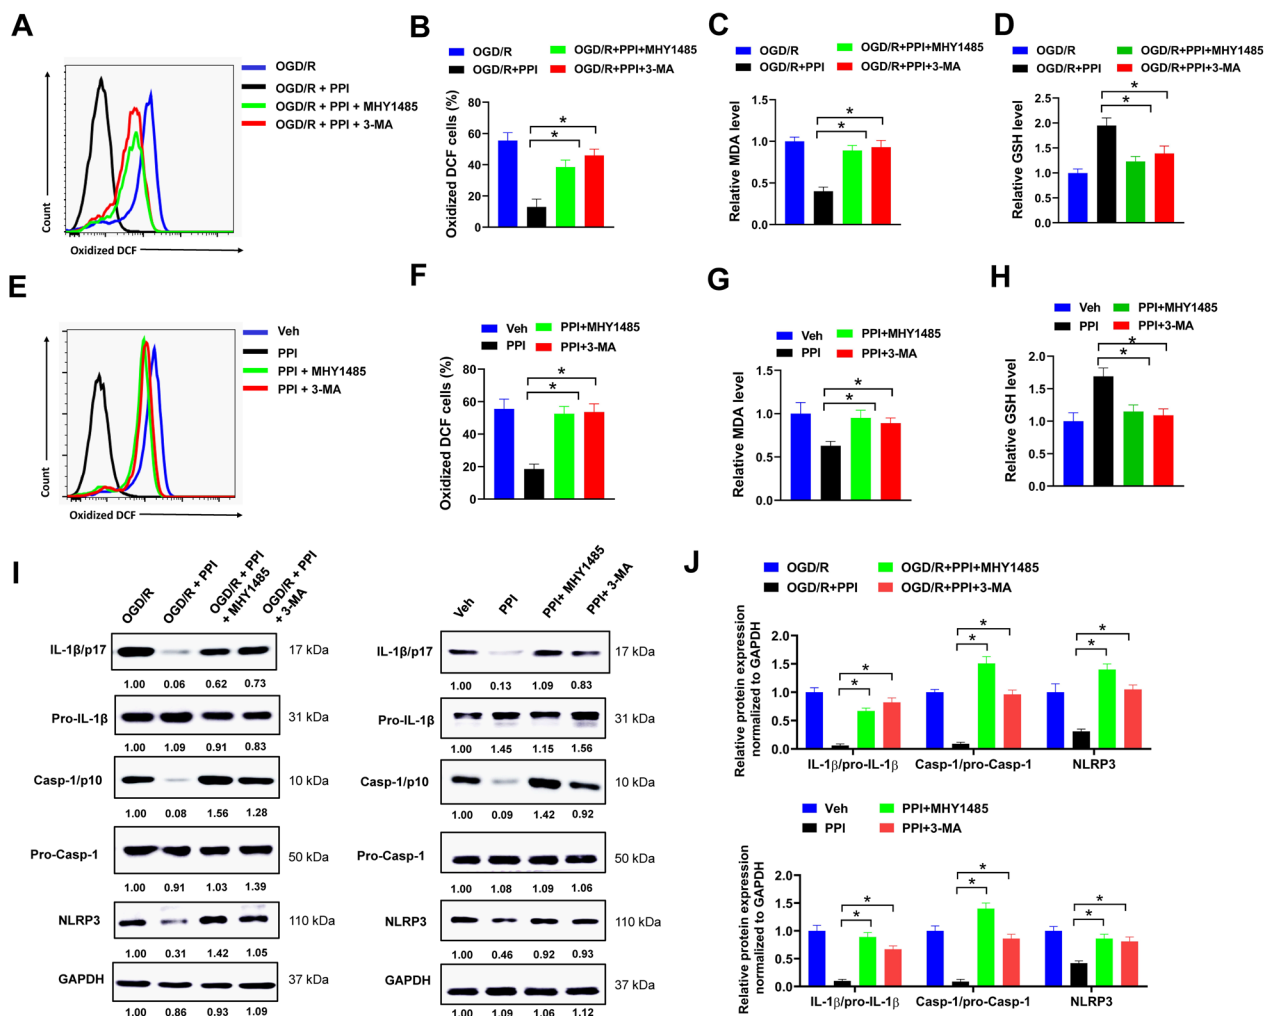 A
OGD/R
OGD/R + PPI
OGD/R + PPI + MHY1485
OGD/R + PPI + 3-MA
Count
Oxidized DCF
B
OGD/R
OGD/R+PPI+MHY1485
OGD/R+PPI
OGD/R+PPI+3-MA
Oxidized DCF cells (%)
80
60
40
20
0
*
*
C
OGD/R
OGD/R+PPI+MHY1485
OGD/R+PPI
OGD/R+PPI+3-MA
Relative MDA level
1.5
1.0
0.5
0.0
*
*
D
OGD/R
OGD/R+PPI+MHY1485
OGD/R+PPI
OGD/R+PPI+3-MA
Relative GSH level
2.5
2.0
1.5
1.0
0.5
0.0
*
*
E
Veh
PPI
PPI + MHY1485
PPI + 3-MA
Count
Oxidized DCF
F
Veh
PPI+MHY1485
PPI
PPI+3-MA
Oxidized DCF cells (%)
80
60
40
20
0
*
*
G
Veh
PPI+MHY1485
PPI
PPI+3-MA
Relative MDA level
1.5
1.0
0.5
0.0
*
*
H
Veh
PPI+MHY1485
PPI
PPI+3-MA
Relative GSH level
2.0
1.5
1.0
0.5
0.0
*
*
I
OGD/R
OGD/R + PPI
OGD/R + PPI
+ MHY1485
OGD/R + PPI
+ 3-MA
IL-1β/p17
17 kDa
1.00 0.06 0.62 0.73
Pro-IL-1β
31 kDa
1.00 1.09 0.91 0.83
Casp-1/p10
10 kDa
1.00 0.08 1.56 1.28
Pro-Casp-1
50 kDa
1.00 0.91 1.03 1.39
NLRP3
110 kDa
1.00 0.31 1.42 1.05
GAPDH
37 kDa
1.00 0.86 0.93 1.09
Veh
PPI
PPI+ MHY1485
PPI+ 3-MA
IL-1β/p17
17 kDa
1.00 0.13 1.09 0.83
Pro-IL-1β
31 kDa
1.00 1.45 1.15 1.56
Casp-1/p10
10 kDa
1.00 0.09 1.42 0.92
Pro-Casp-1
50 kDa
1.00 1.08 1.09 1.06
NLRP3
110 kDa
1.00 0.46 0.92 0.93
GAPDH
37 kDa
1.00 1.09 1.06 1.12
J
OGD/R
OGD/R+PPI+MHY1485
OGD/R+PPI
OGD/R+PPI+3-MA
Relative protein expression
normalized to GAPDH
2.0
1.5
1.0
0.5
0.0
*
*
*
*
*
*
IL-1β/pro-IL-1β
Casp-1/pro-Casp-1
NLRP3
Veh
PPI+MHY1485
PPI
PPI+3-MA
Relative protein expression
normalized to GAPDH
2.0
1.5
1.0
0.5
0.0
*
*
*
*
*
*
IL-1β/pro-IL-1β
Casp-1/pro-Casp-1
NLRP3